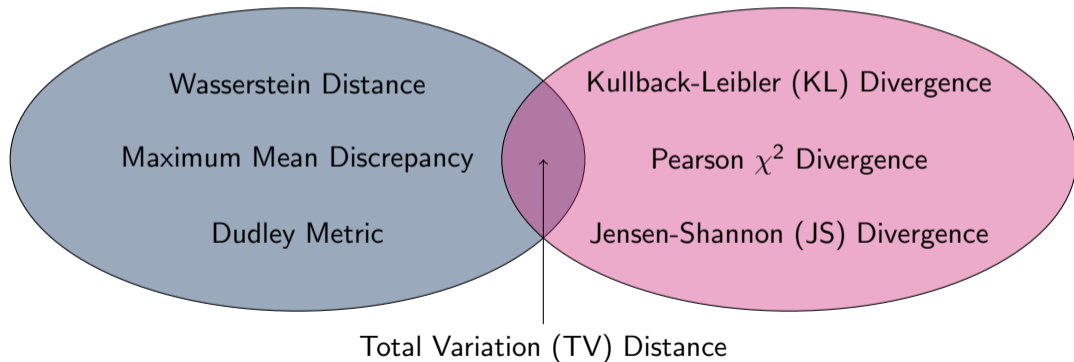 Wasserstein Distance
Kullback-Leibler (KL) Divergence
Maximum Mean Discrepancy
Pearson χ² Divergence
Dudley Metric
Jensen-Shannon (JS) Divergence
Total Variation (TV) Distance